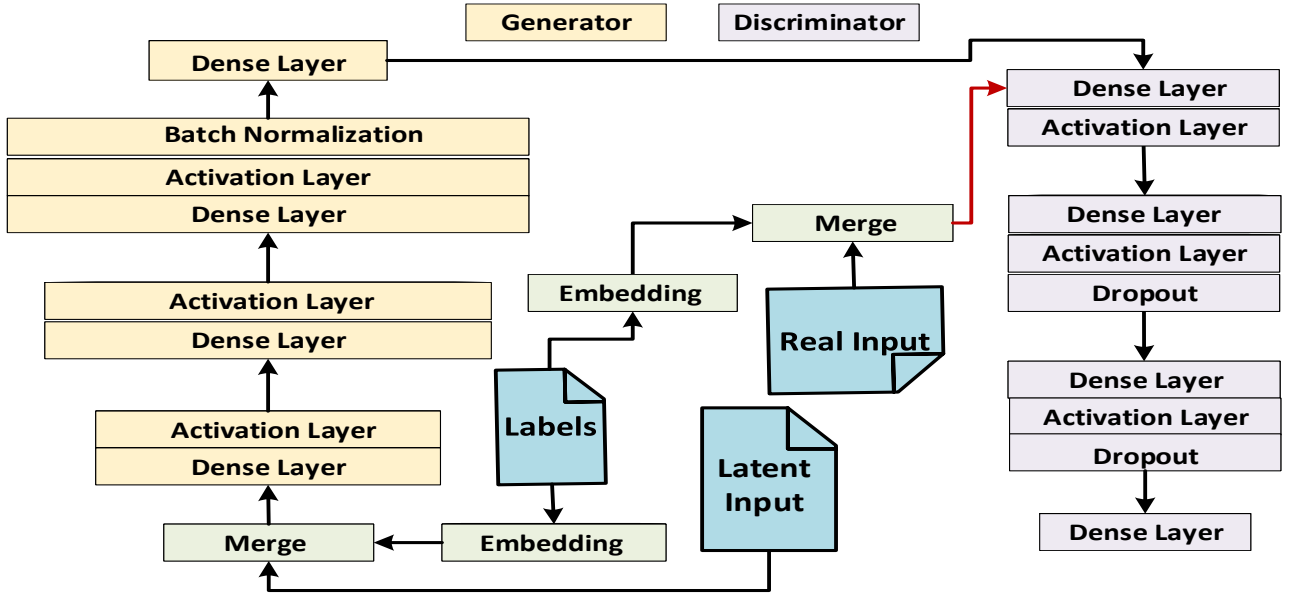 Generator
Discriminator
Dense Layer
Batch Normalization
Activation Layer
Dense Layer
Activation Layer
Dense Layer
Activation Layer
Dense Layer
Merge
Embedding
Labels
Embedding
Merge
Real Input
Latent
Input
Dense Layer
Activation Layer
Dense Layer
Activation Layer
Dropout
Dense Layer
Activation Layer
Dropout
Dense Layer